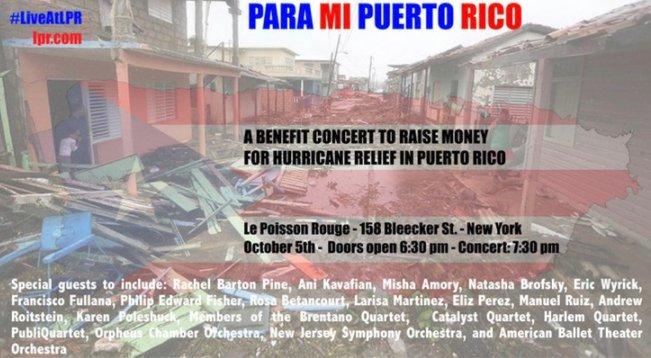 #LiveAtLPR
lpr.com
PARA MI PUERTO RICO
A BENEFIT CONCERT TO RAISE MONEY
FOR HURRICANE RELIEF IN PUERTO RICO
Le Poisson Rouge - 158 Bleecker St. - New York
October 5th - Doors open 6:30 pm - Concert: 7:30 pm
Special guests to include: Rachel Barton Pine, Ani Kavafian, Misha Amory, Natasha Brofsky, Eric Wyrick,
Francisco Fullana, Philip Edward Fisher, Rosa Betancourt, Larisa Martinez, Eliz Perez, Manuel Ruiz, Andrew
Roitstein, Karen Poleshuck, Members of the Brentano Quartet, Catalyst Quartet, Harlem Quartet,
PubliQuartet, Orpheus Chamber Orchestra, New Jersey Symphony Orchestra, and American Ballet Theater
Orchestra